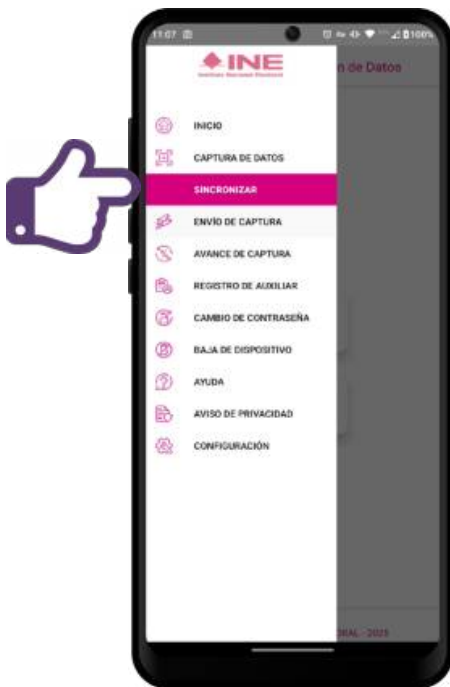 11:07
100%
INE
Instituto Nacional Electoral
n de Datos
INICIO
CAPTURA DE DATOS
SINCRONIZAR
ENVÍO DE CAPTURA
AVANCE DE CAPTURA
REGISTRO DE AUXILIAR
CAMBIO DE CONTRASEÑA
BAJA DE DISPOSITIVO
AYUDA
AVISO DE PRIVACIDAD
CONFIGURACIÓN
ORAL - 2023